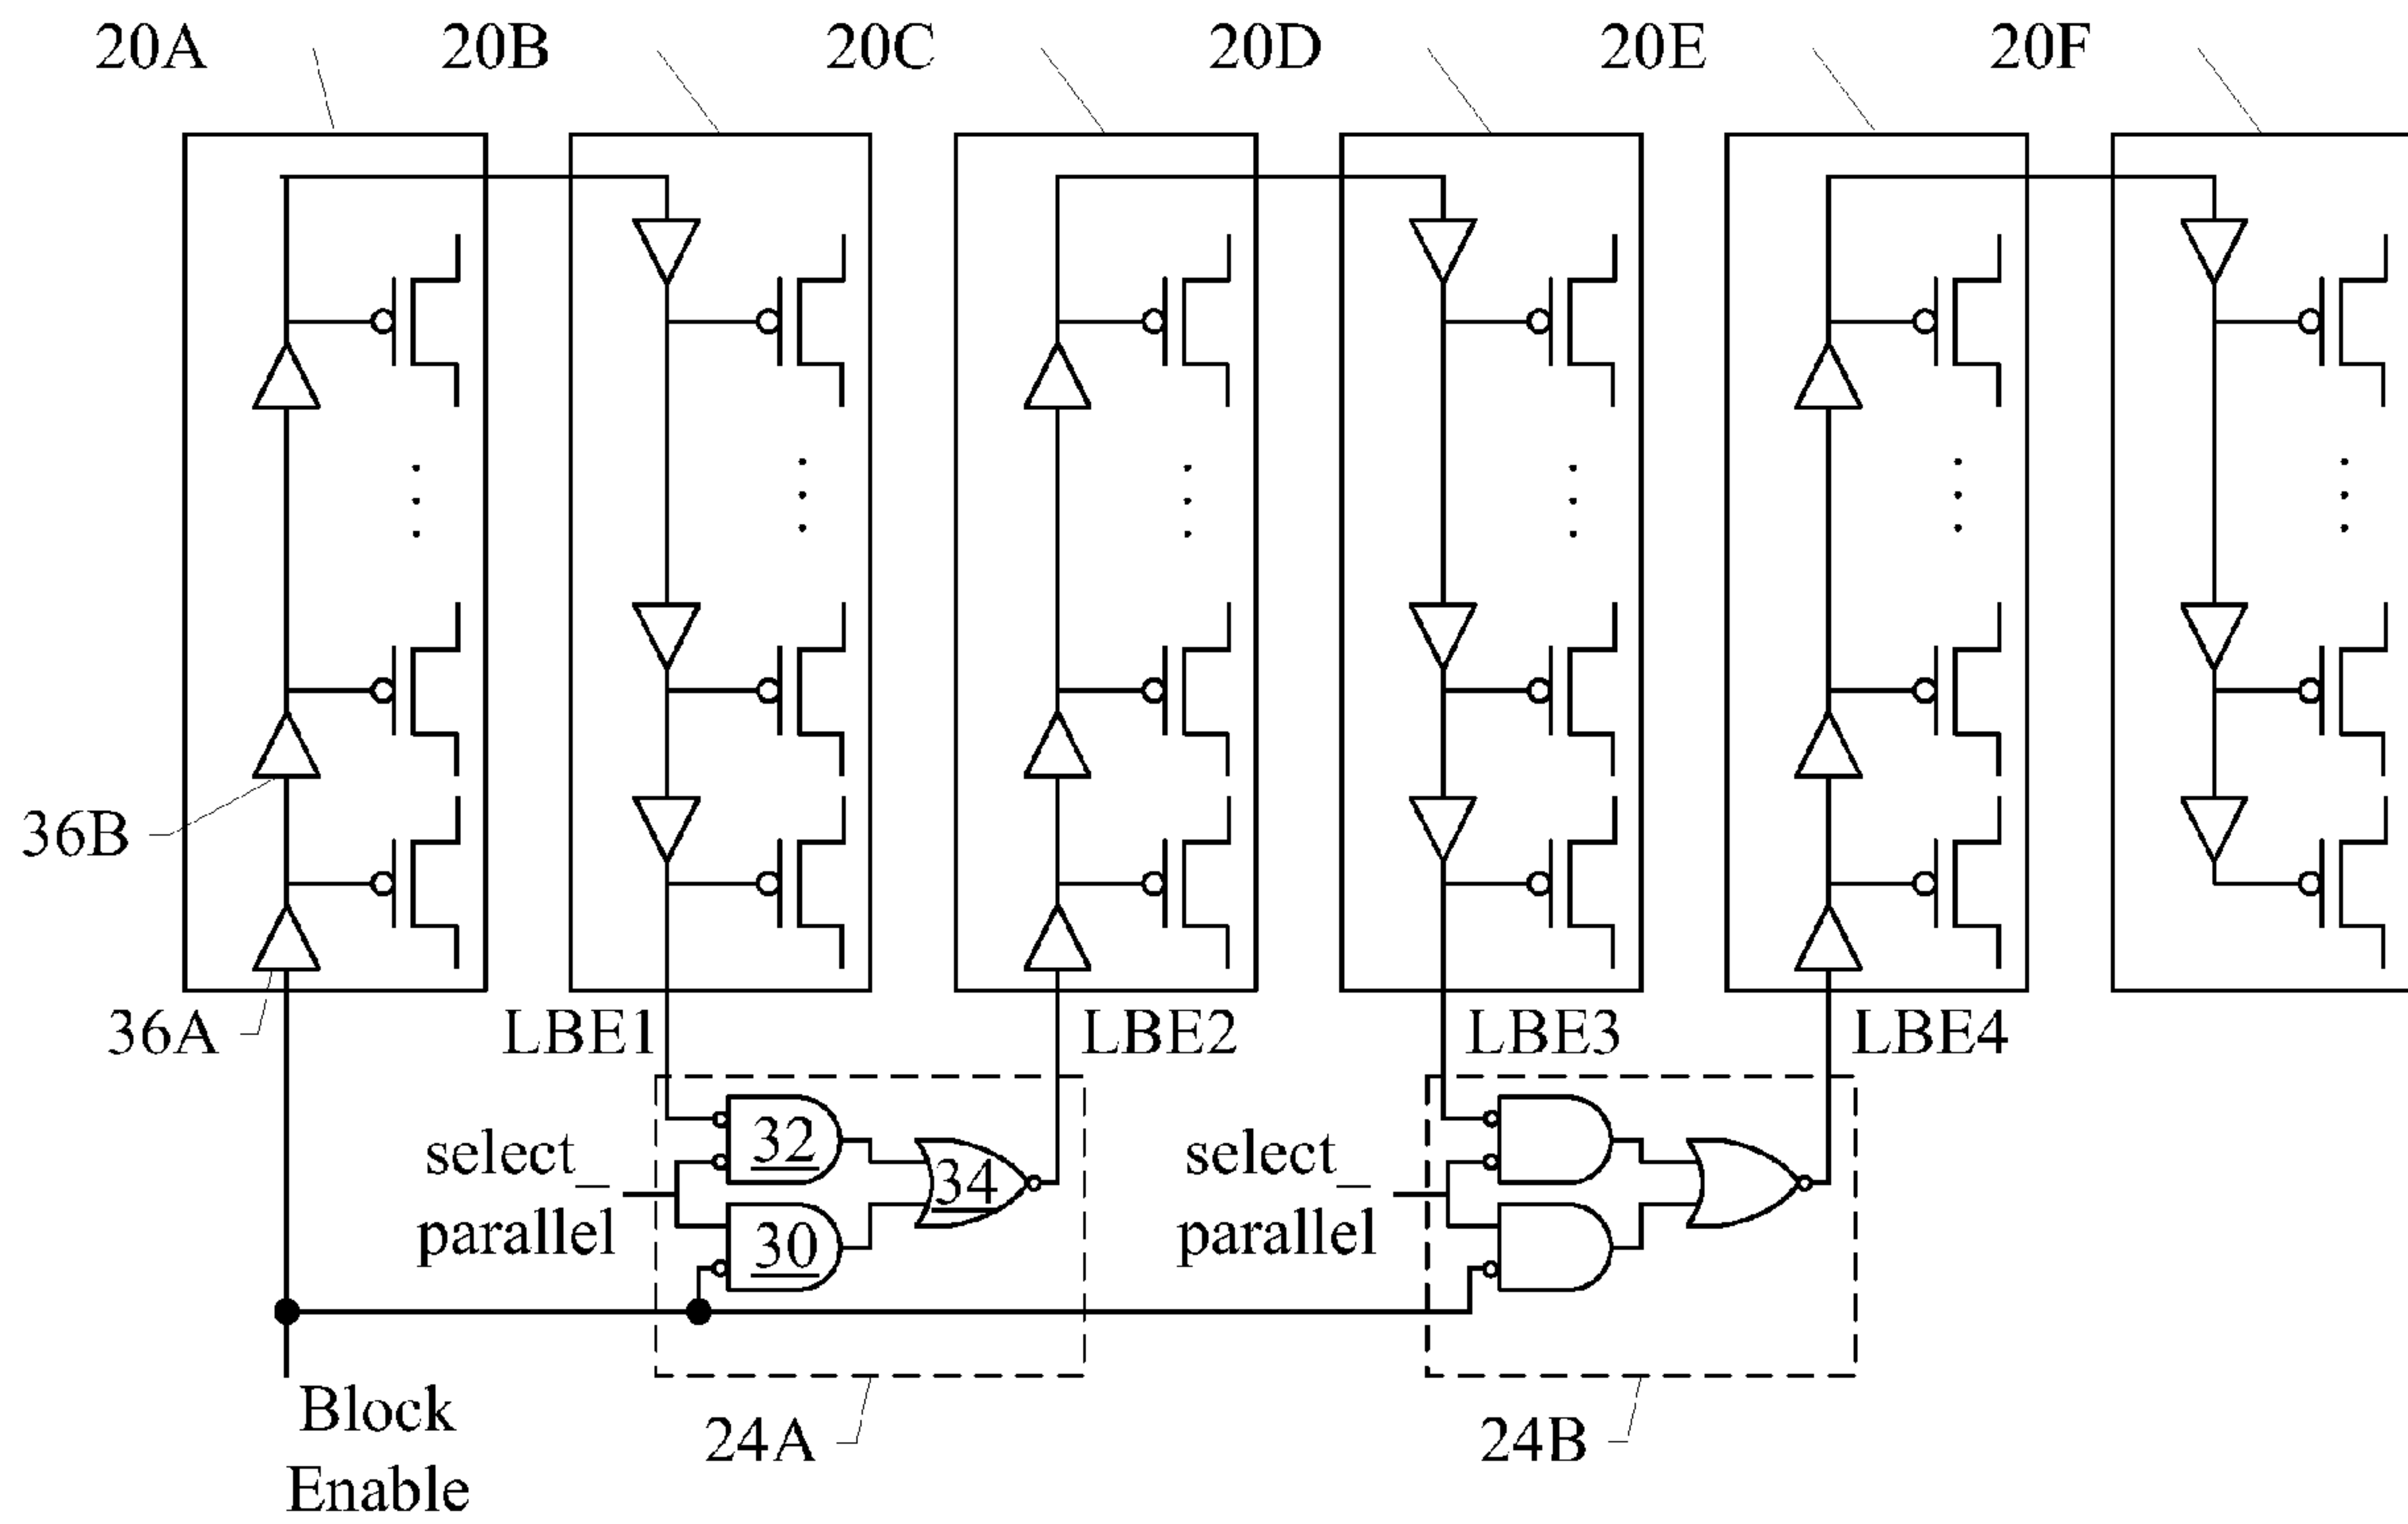 20A 20B 20C 20D 20E 20F
36B
36A LBE1 LBE2 LBE3 LBE4
select_ 32 34 select_
parallel 30 parallel
Block 24A 24B
Enable